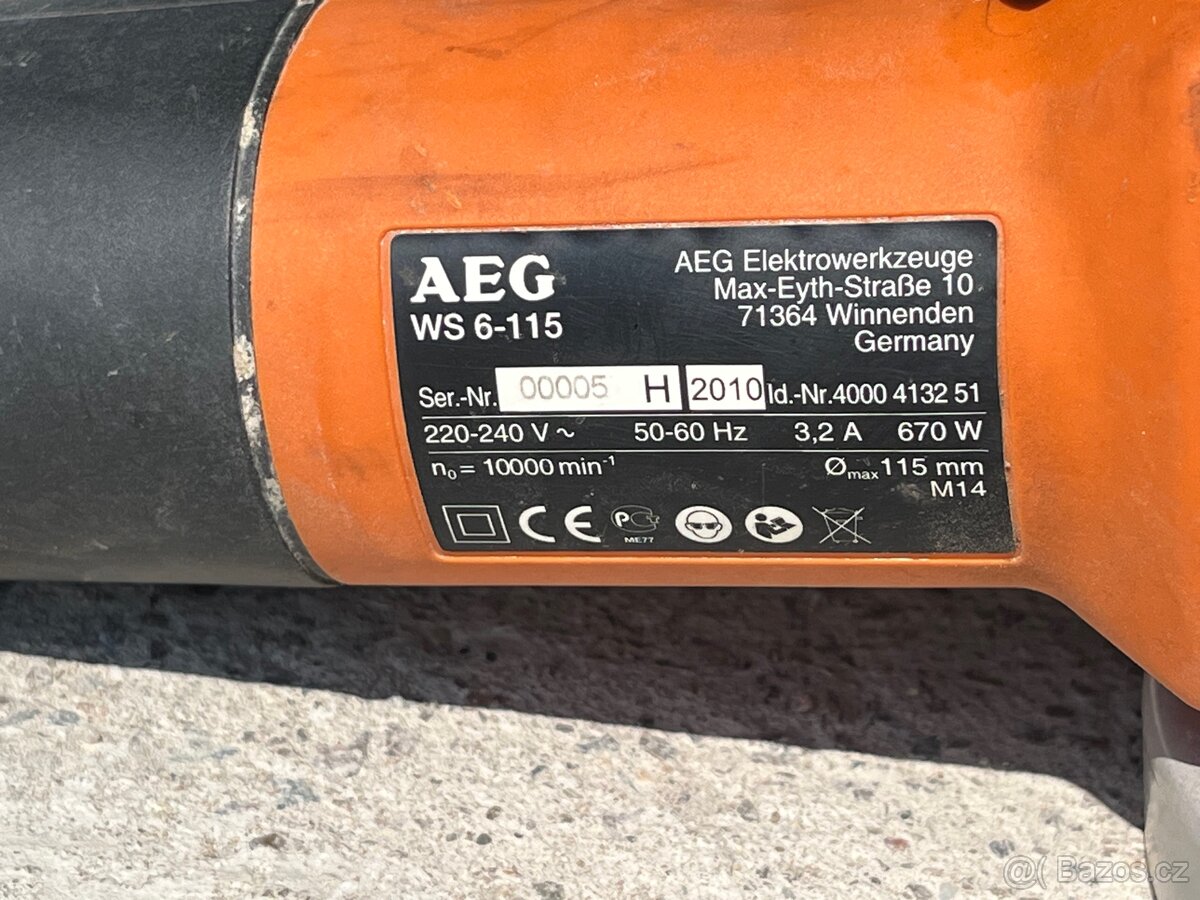 AEG
WS 6-115
AEG Elektrowerkzeuge
Max-Eyth-Straße 10
71364 Winnenden
Germany
Ser.-Nr. 00005 H 2010 Id.-Nr.4000 4132 51
220-240 V ~ 50-60 Hz 3,2 A 670 W
n₀ = 10000 min⁻¹ Ømax 115 mm
M14
CE PG
ME77
@( Bazos.cz